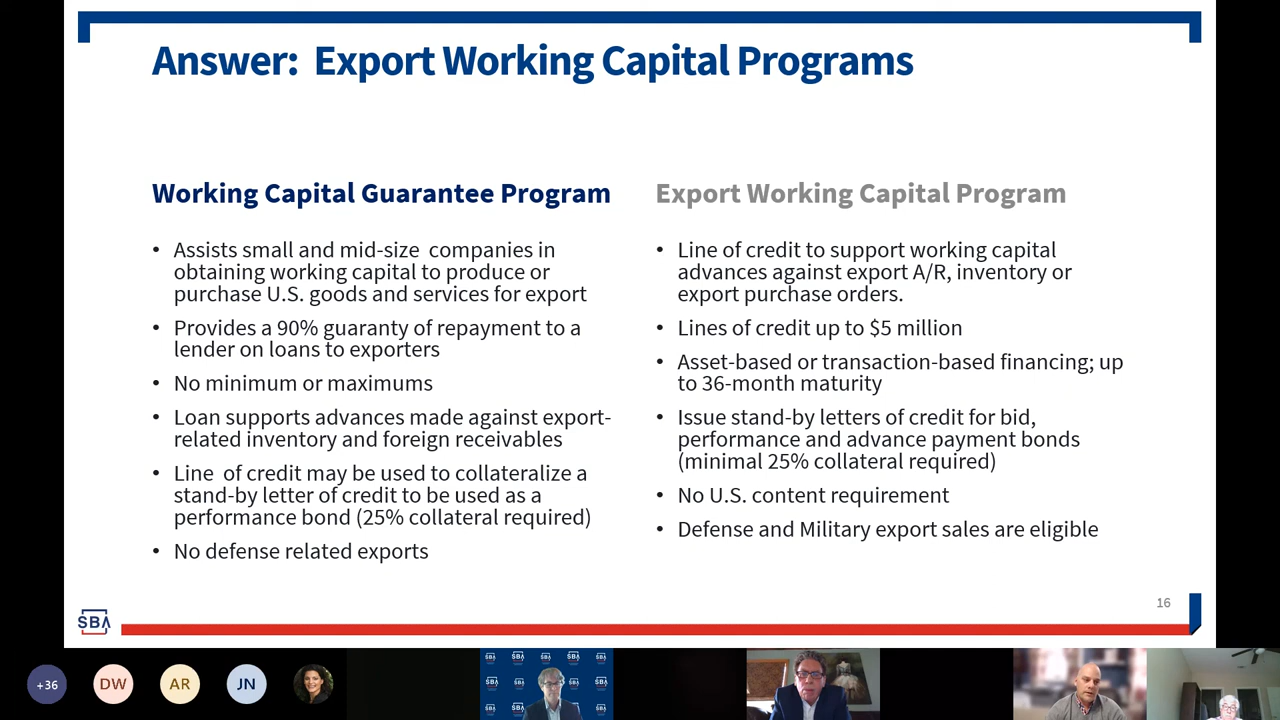 Answer: Export Working Capital Programs
Working Capital Guarantee Program
• Assists small and mid-size companies in
obtaining working capital to produce or
purchase U.S. goods and services for export
• Provides a 90% guaranty of repayment to a
lender on loans to exporters
• No minimum or maximums
• Loan supports advances made against export-
related inventory and foreign receivables
• Line of credit may be used to collateralize a
stand-by letter of credit to be used as a
performance bond (25% collateral required)
• No defense related exports
Export Working Capital Program
• Line of credit to support working capital
advances against export A/R, inventory or
export purchase orders.
• Lines of credit up to $5 million
• Asset-based or transaction-based financing; up
to 36-month maturity
• Issue stand-by letters of credit for bid,
performance and advance payment bonds
(minimal 25% collateral required)
• No U.S. content requirement
• Defense and Military export sales are eligible
16
SBA
+36
DW
AR
JN
SBA SBA SBA SBA
SBA SBA